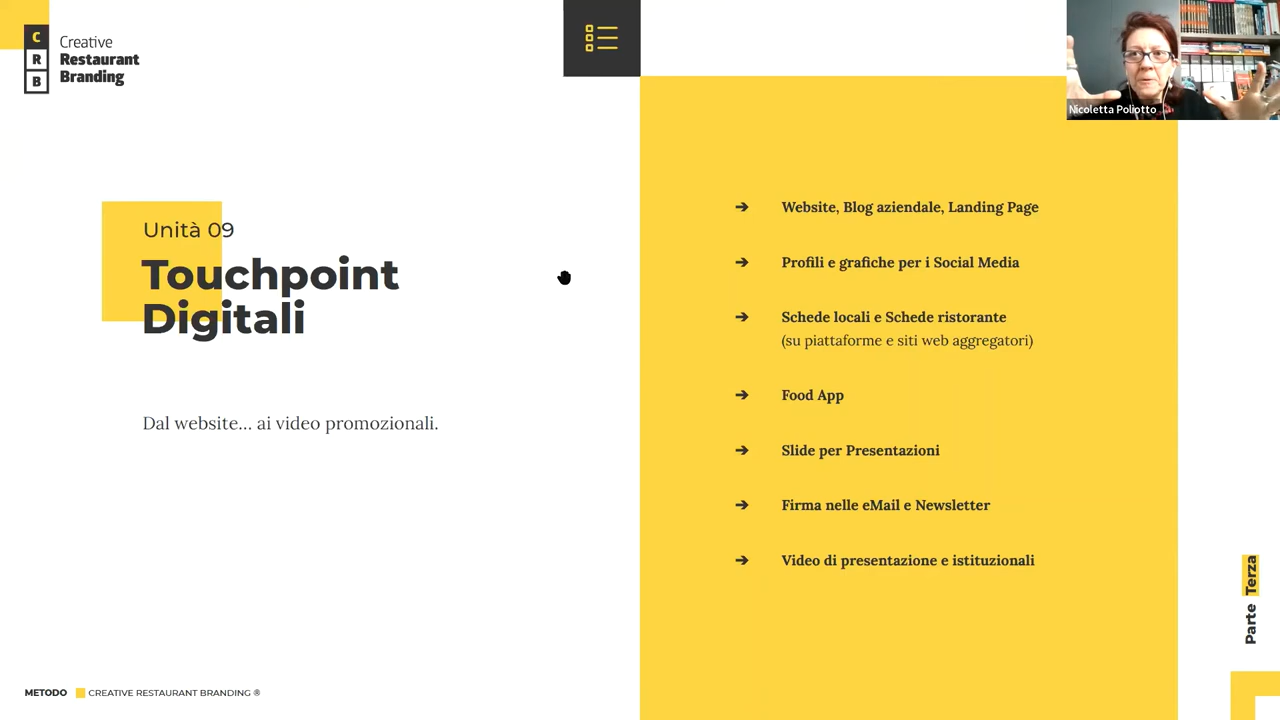 C
R
B
Creative
Restaurant
Branding
Nicoletta Poliotto
Unità 09
Touchpoint
Digitali
Dal website... ai video promozionali.
➔ Website, Blog aziendale, Landing Page
➔ Profili e grafiche per i Social Media
➔ Schede locali e Schede ristorante
(su piattaforme e siti web aggregatori)
➔ Food App
➔ Slide per Presentazioni
➔ Firma nelle eMail e Newsletter
➔ Video di presentazione e istituzionali
Parte Terza
METODO CREATIVE RESTAURANT BRANDING ®